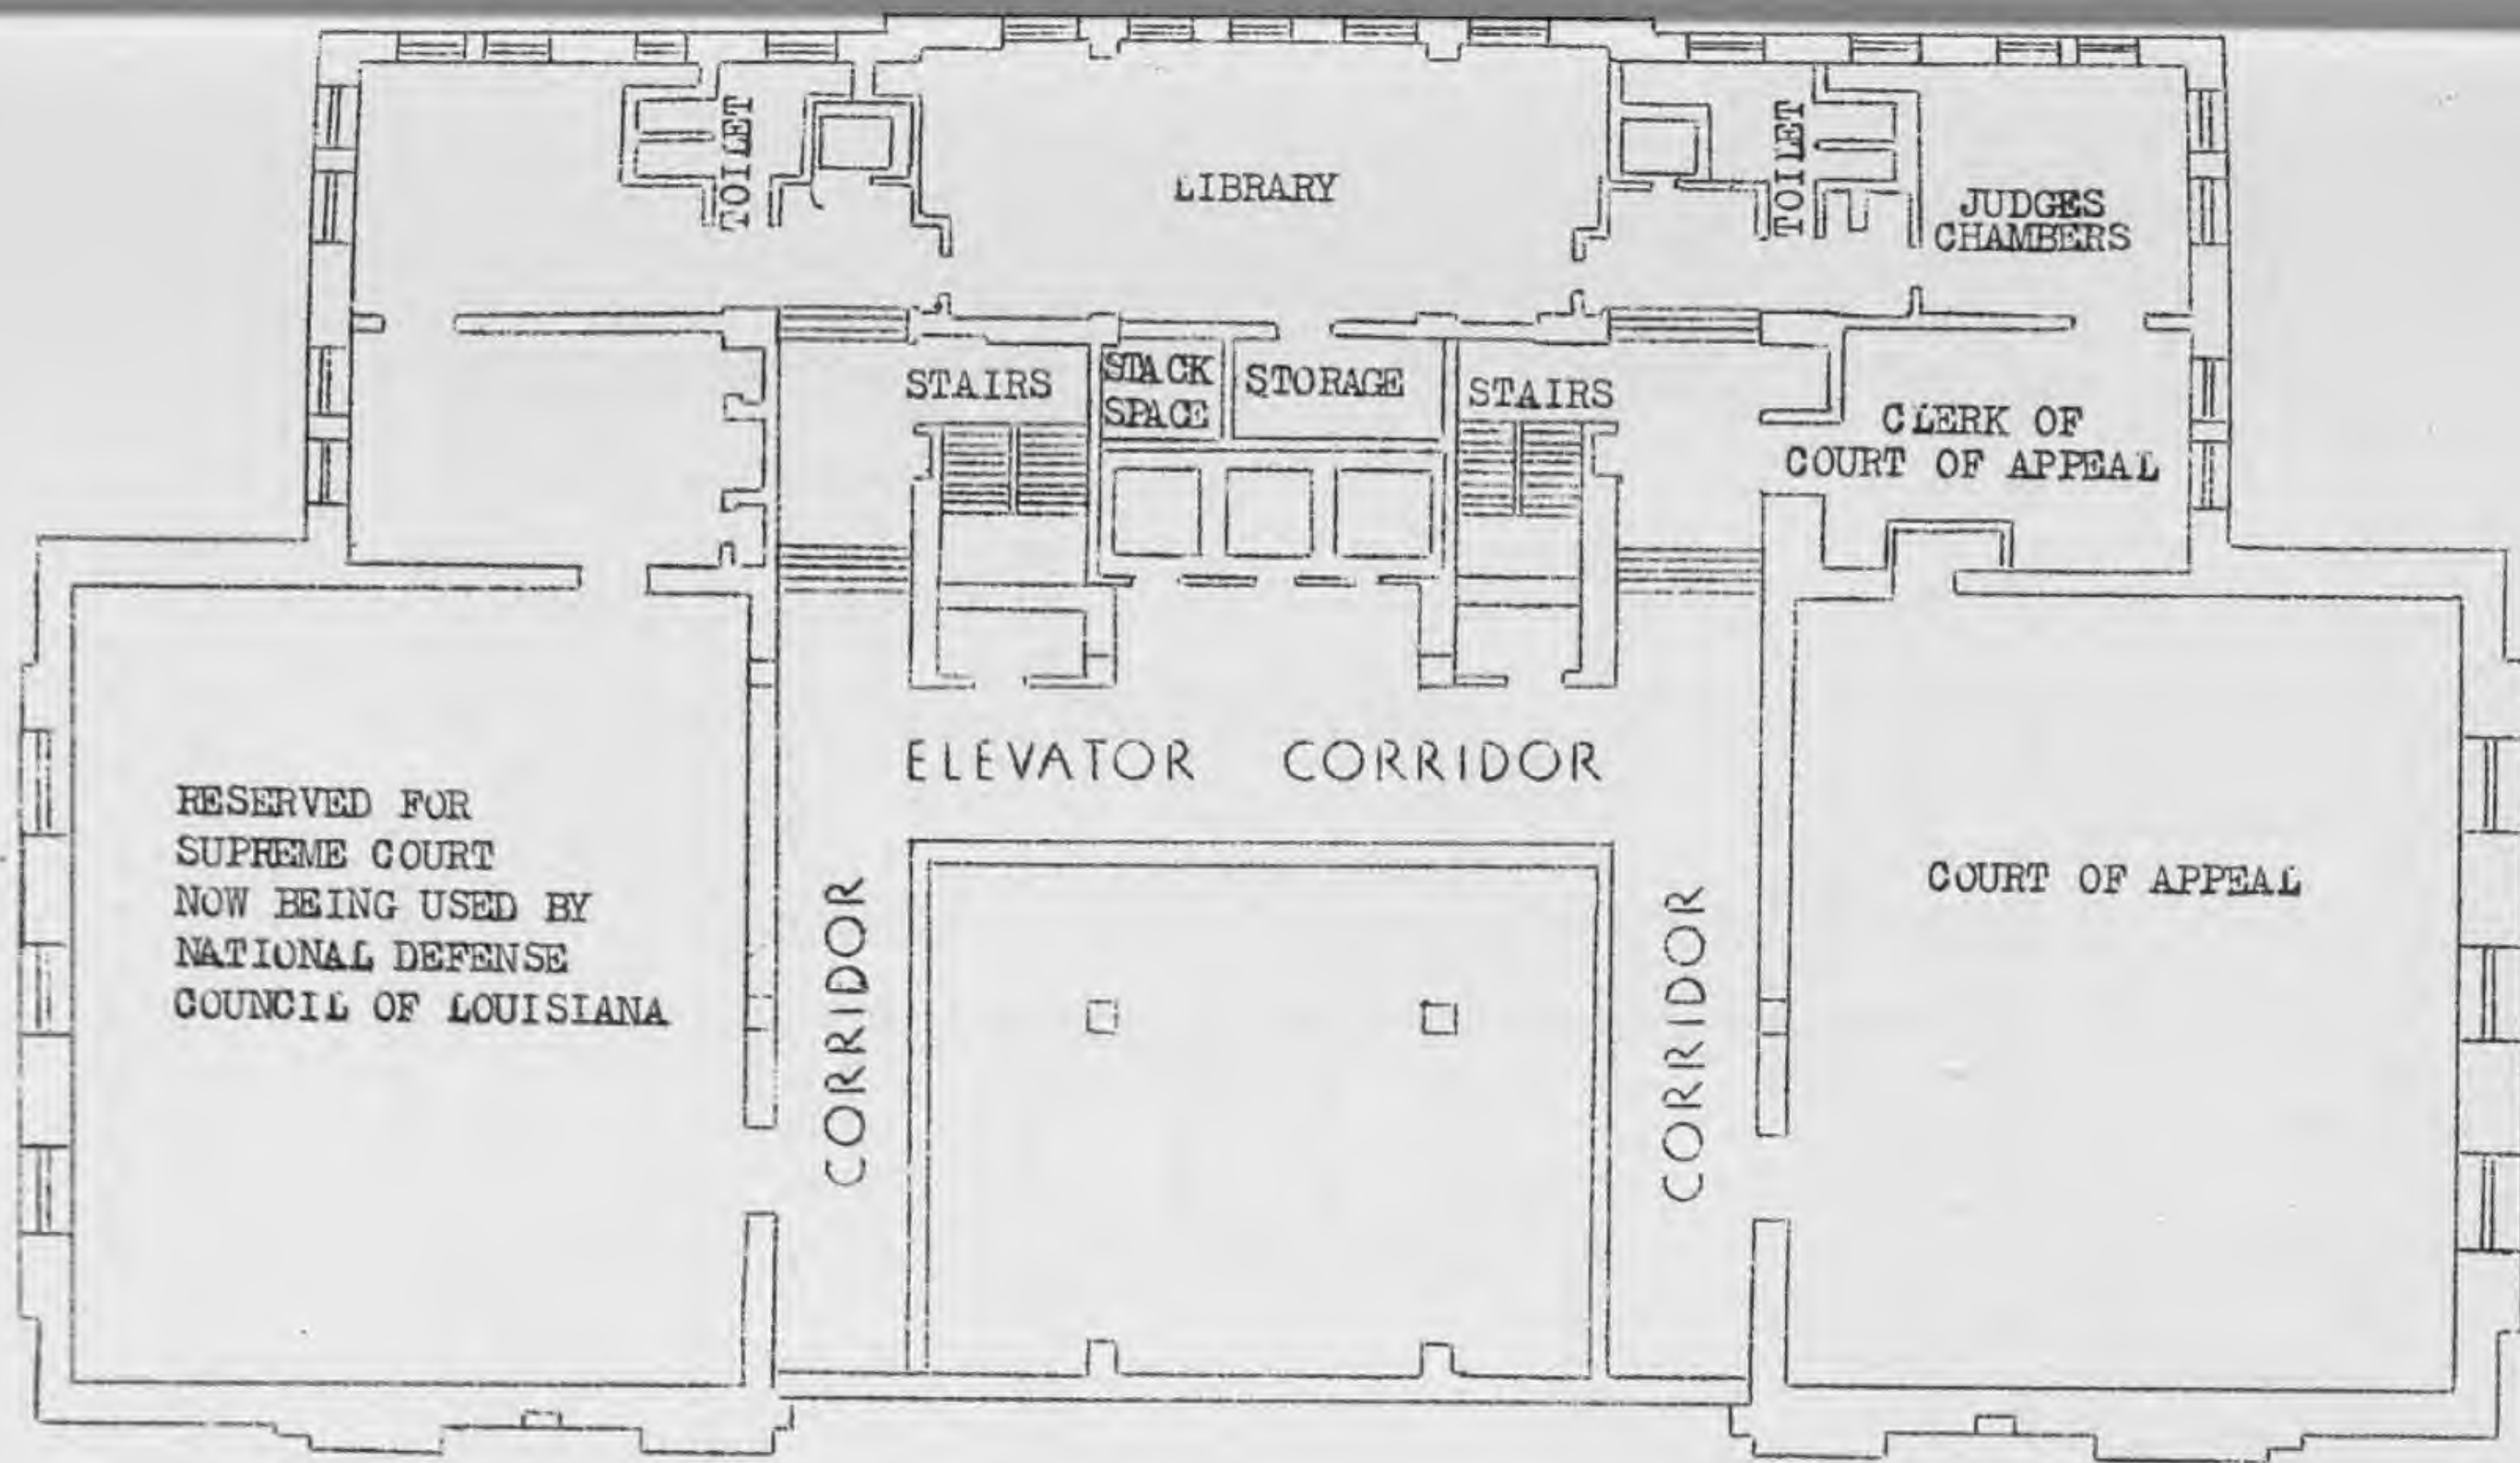 TOILET
LIBRARY
TOILET
JUDGES
CHAMBERS
STAIRS
STACK
SPACE
STORAGE
STAIRS
CLERK OF
COURT OF APPEAL
ELEVATOR CORRIDOR
RESERVED FOR
SUPREME COURT
NOW BEING USED BY
NATIONAL DEFENSE
COUNCIL OF LOUISIANA
CORRIDOR
CORRIDOR
COURT OF APPEAL